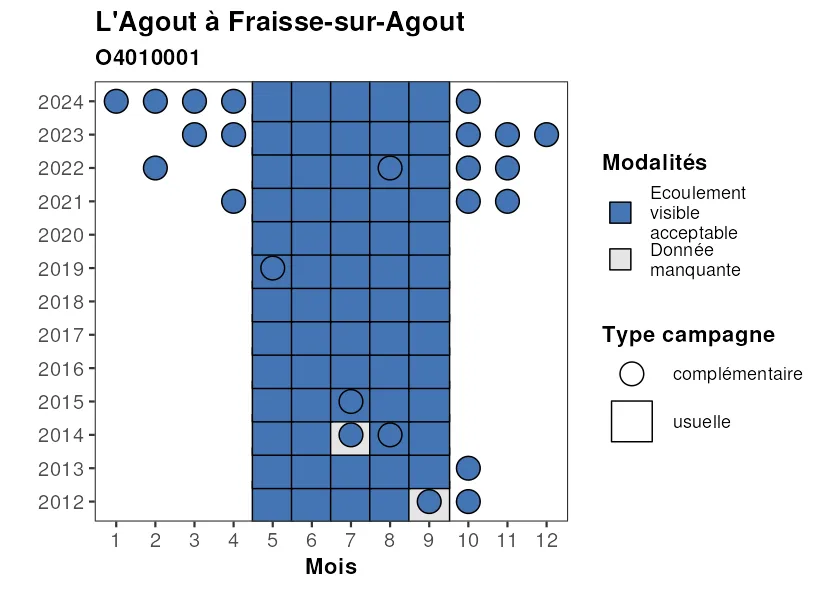 L'Agout à Fraisse-sur-Agout
O4010001
2024
2023
2022
2021
2020
2019
2018
2017
2016
2015
2014
2013
2012
1 2 3 4 5 6 7 8 9 10 11 12
Mois
Modalités
Ecoulement
visible
acceptable
Donnée
manquante
Type campagne
complémentaire
usuelle